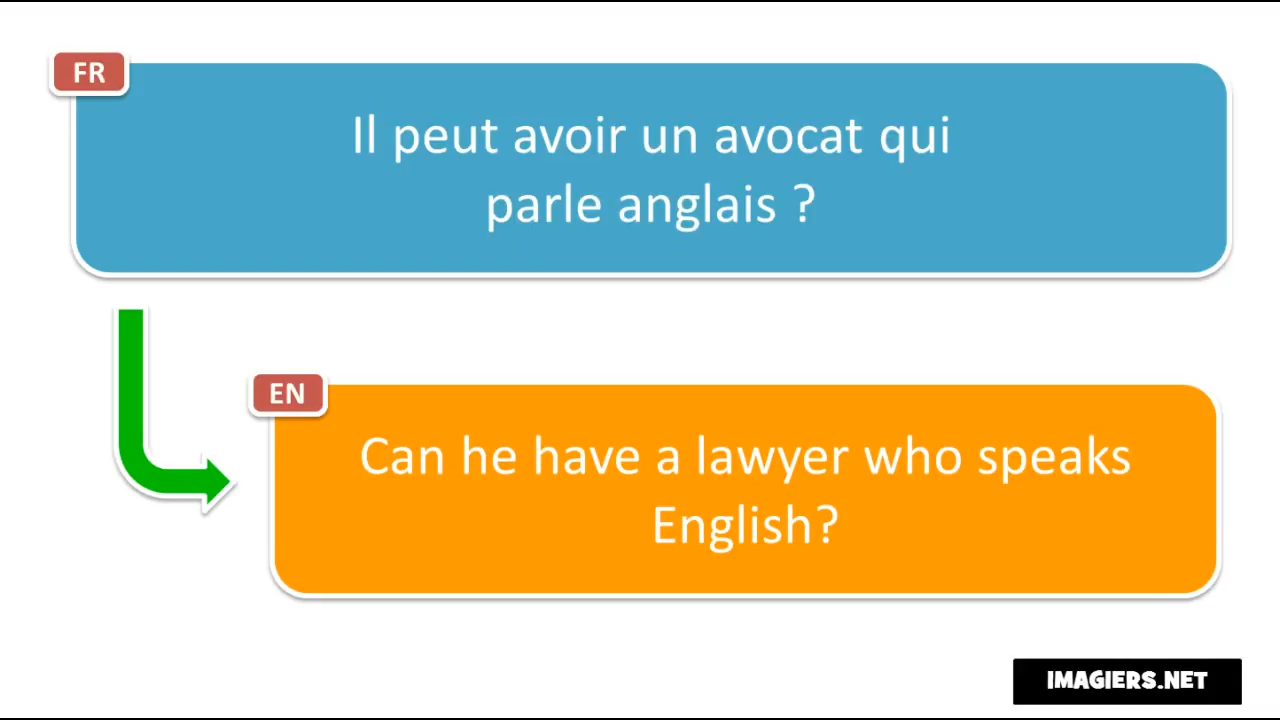 FR
Il peut avoir un avocat qui
parle anglais ?
EN
Can he have a lawyer who speaks
English?
IMAGIERS.NET